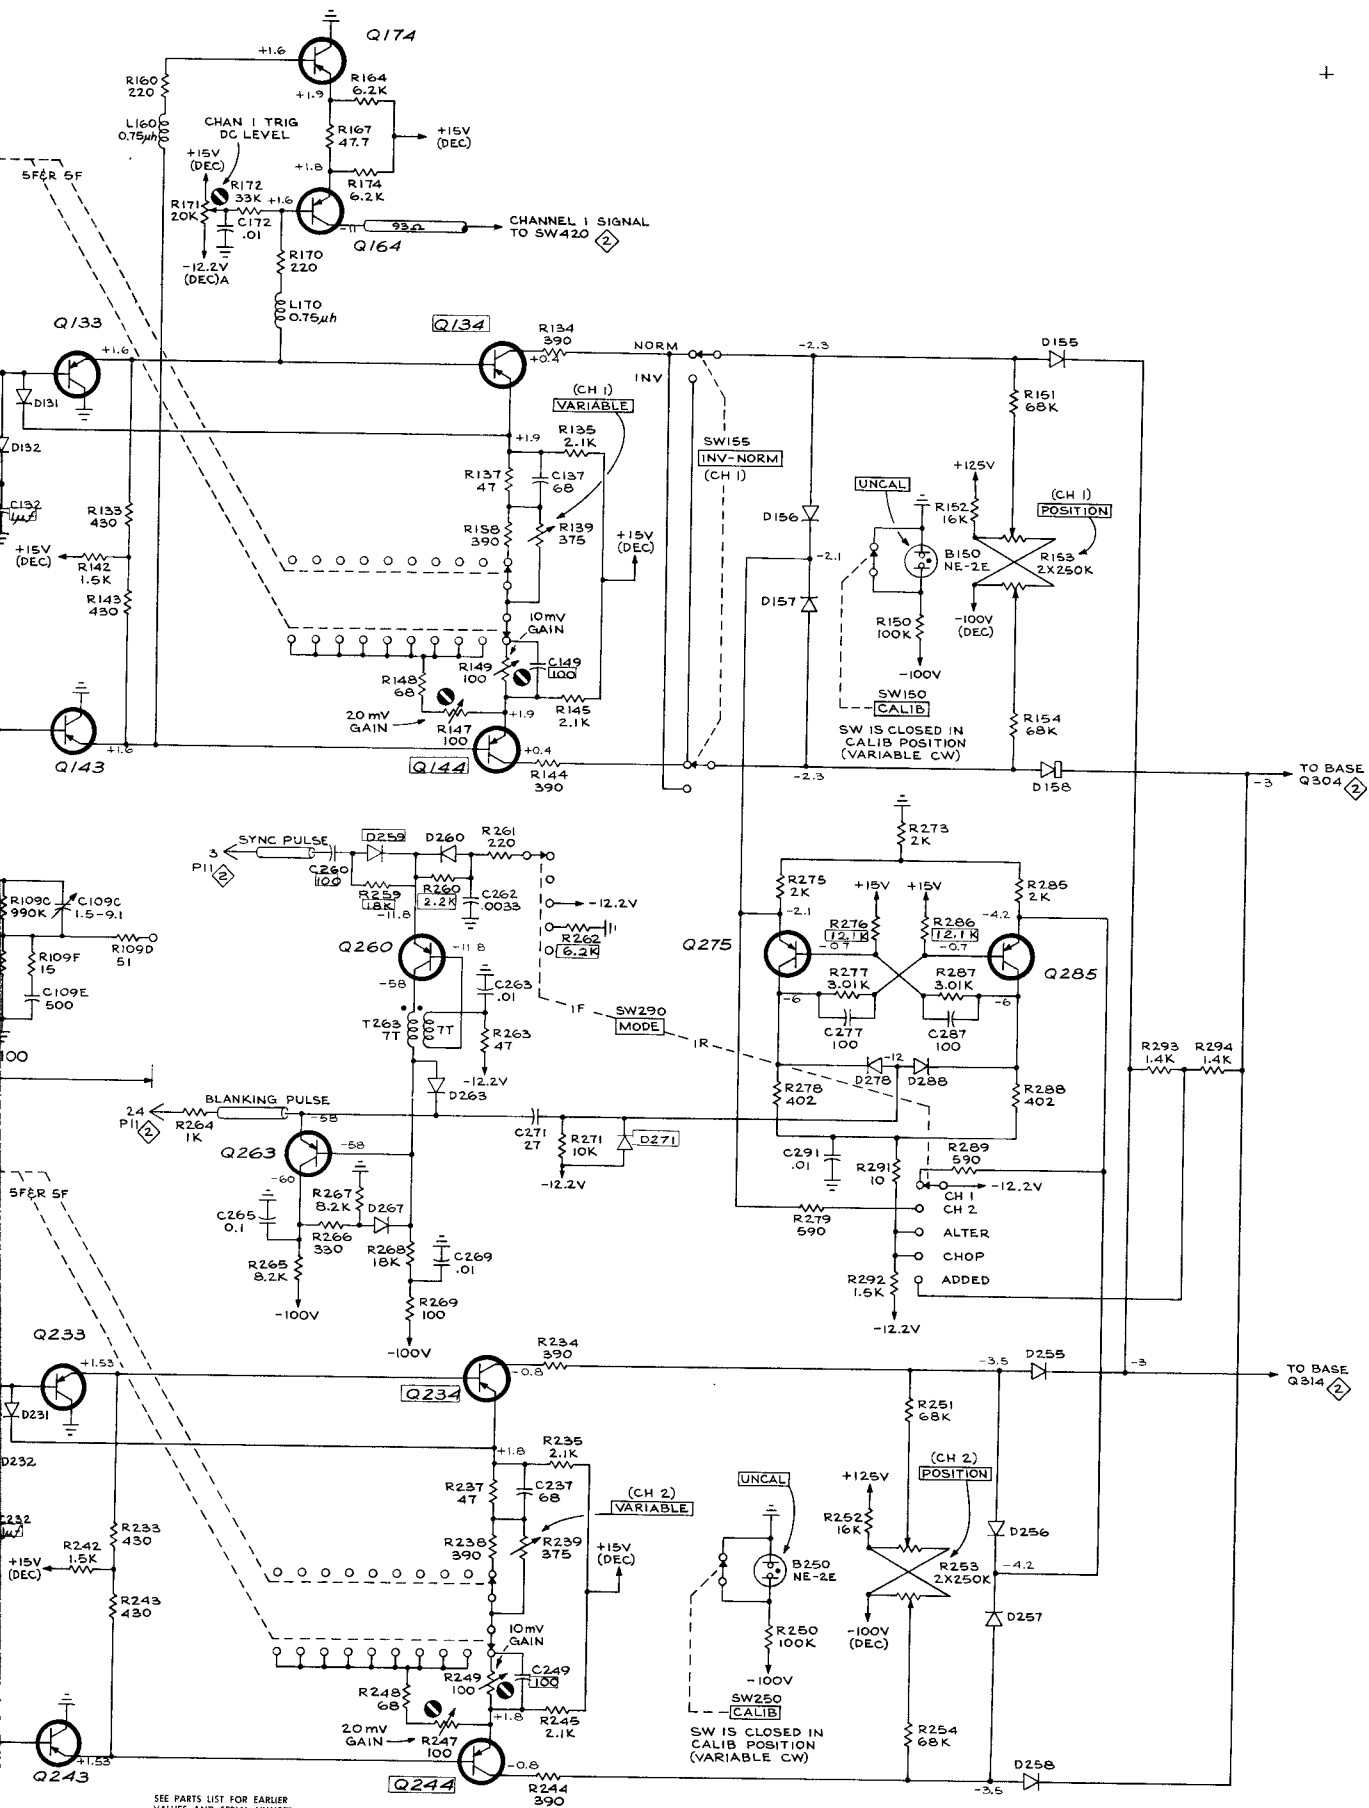 Q174
+1.6
R160
220
R164
6.2K
+1.9
L160
0.75µh
CHAN 1 TRIG
DC LEVEL
R167
47.7
+15V
(DEC)
+15V
(DEC)
+1.8
5F&R 5F
R172
33K
R174
6.2K
R171
20K
+1.6
C172
.01
-11
93Ω
CHANNEL 1 SIGNAL
TO SW420 2
Q164
-12.2V
(DEC)A
R170
220
L170
0.75µh
Q133
+1.6
Q134
R134
390
+0.4
NORM
INV
-2.3
D155
D131
(CH 1)
VARIABLE
R151
68K
D132
+1.9
R135
2.1K
SW155
INV-NORM
(CH 1)
R137
47
C137
68
+125V
UNCAL
C132
1µf
R133
430
R158
390
R139
375
D156
R152
16K
(CH 1)
POSITION
+15V
(DEC)
R142
1.5K
+15V
(DEC)
-2.1
B150
NE-2E
R153
2X250K
R143
430
D157
10mV
GAIN
R150
100K
-100V
(DEC)
R149
100
C149
100
R148
68
-100V
SW150
CALIB
20mV
GAIN
R147
100
+1.9
R145
2.1K
R154
68K
SW IS CLOSED IN
CALIB POSITION
(VARIABLE CW)
+1.6
Q143
Q144
+0.4
R144
390
-2.3
D158
-3
TO BASE
Q304 2
SYNC PULSE
3
P11 2
C260
100
D259
D260
R261
220
R273
2K
R259
18K
R260
2.2K
C262
.0033
R275
2K
+15V
+15V
R285
2K
R109C
990K
C109C
1.5-9.1
-11.8
-12.2V
-2.1
R276
12.1K
R286
12.1K
-4.2
R109D
51
R262
6.2K
R109F
15
Q260
-11.8
Q275
-0.7
-0.7
Q285
C109E
500
-58
C263
.01
R277
3.01K
R287
3.01K
-6
-6
T263
7T
7T
1F
SW290
MODE
C277
100
C287
100
R263
47
100
1R
-12
R293
1.4K
R294
1.4K
-12.2V
D278
D288
D263
R278
402
R288
402
BLANKING PULSE
24
P11 2
R264
1K
-58
C271
27
R271
10K
D271
Q263
-58
C291
.01
R291
10
R289
590
-12.2V
-60
-12.2V
5F&R 5F
R267
8.2K
CH 1
CH 2
C265
0.1
D267
R279
590
R266
330
ALTER
R268
18K
C269
.01
CHOP
R265
8.2K
R292
1.5K
ADDED
-100V
R269
100
-12.2V
Q233
-100V
R234
390
+1.53
-0.8
-3.5
D255
-3
TO BASE
Q314 2
Q234
D231
R251
68K
D232
+1.8
R235
2.1K
R237
47
C237
68
(CH 2)
VARIABLE
UNCAL
+125V
(CH 2)
POSITION
C232
1µf
R233
430
R252
16K
D256
R242
1.5K
+15V
(DEC)
R238
390
R239
375
+15V
(DEC)
B250
NE-2E
R253
2X250K
-4.2
R243
430
D257
10mV
GAIN
R250
100K
-100V
(DEC)
R249
100
C249
100
-100V
R248
68
SW250
CALIB
20mV
GAIN
R247
100
+1.8
R245
2.1K
SW IS CLOSED IN
CALIB POSITION
(VARIABLE CW)
R254
68K
+1.53
Q243
Q244
-0.8
R244
390
-3.5
D258
SEE PARTS LIST FOR EARLIER